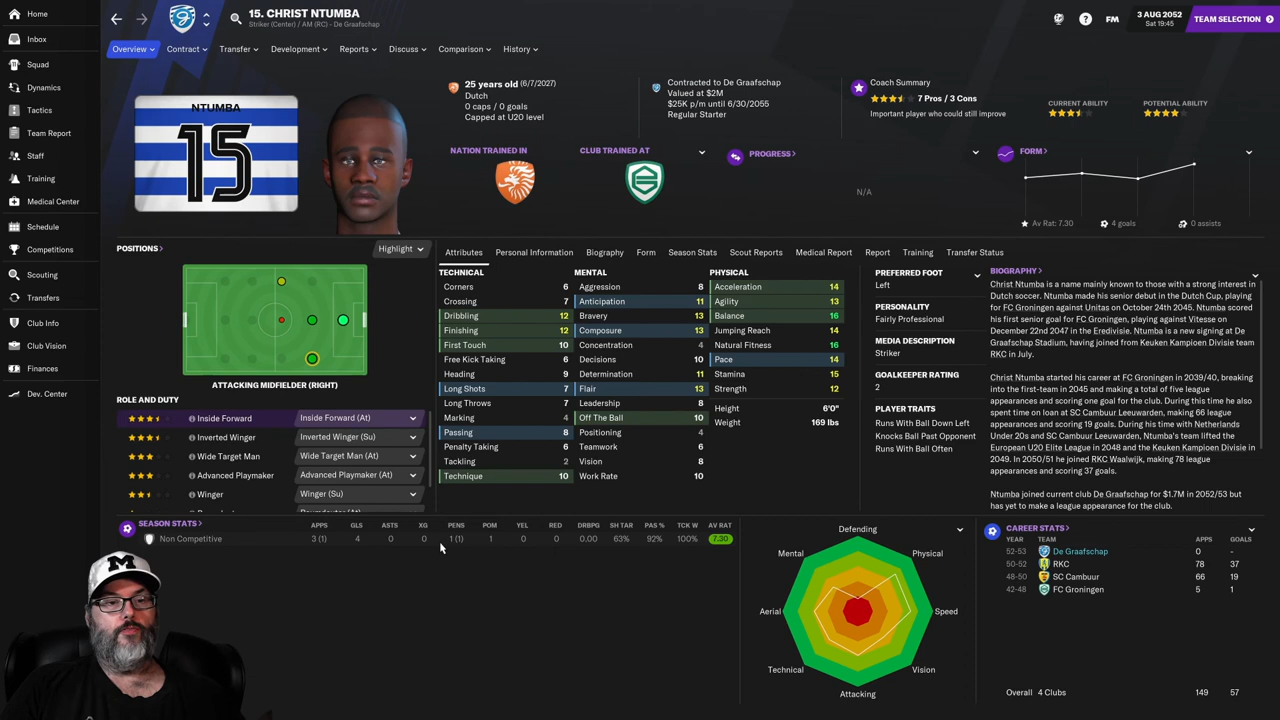 Home
Inbox
Squad
Dynamics
Tactics
Team Report
Staff
Training
Medical Center
Schedule
Competitions
Scouting
Transfers
Club Info
Club Vision
Finances
Dev. Center
15. CHRIST NTUMBA
Striker (Center) / AM (RC) - De Graafschap
FM
3 AUG 2052
Sat 19:45
TEAM SELECTION
Overview
Contract
Transfer
Development
Reports
Discuss
Comparison
History
NTUMBA
15
25 years old (6/7/2027)
Dutch
0 caps / 0 goals
Capped at U20 level
Contracted to De Graafschap
Valued at $2M
$25K p/m until 6/30/2055
Regular Starter
Coach Summary
7 Pros / 3 Cons
Important player who could still improve
CURRENT ABILITY
POTENTIAL ABILITY
NATION TRAINED IN
CLUB TRAINED AT
PROGRESS
N/A
FORM
Av Rat: 7.30
4 goals
0 assists
POSITIONS
Highlight
ATTACKING MIDFIELDER (RIGHT)
ROLE AND DUTY
Inside Forward Inside Forward (At)
Inverted Winger Inverted Winger (Su)
Wide Target Man Wide Target Man (At)
Advanced Playmaker Advanced Playmaker (At)
Winger Winger (Su)
Attributes
Personal Information
Biography
Form
Season Stats
Scout Reports
Medical Report
Report
Training
Transfer Status
TECHNICAL
Corners 6
Crossing 7
Dribbling 12
Finishing 12
First Touch 10
Free Kick Taking 6
Heading 9
Long Shots 7
Long Throws 7
Marking 4
Passing 8
Penalty Taking 6
Tackling 2
Technique 10
MENTAL
Aggression 8
Anticipation 11
Bravery 13
Composure 13
Concentration 4
Decisions 10
Determination 11
Flair 13
Leadership 8
Off The Ball 10
Positioning 4
Teamwork 6
Vision 8
Work Rate 10
PHYSICAL
Acceleration 14
Agility 13
Balance 16
Jumping Reach 14
Natural Fitness 16
Pace 14
Stamina 15
Strength 12
Height 6'0"
Weight 169 lbs
PREFERRED FOOT
Left
PERSONALITY
Fairly Professional
MEDIA DESCRIPTION
Striker
GOALKEEPER RATING
2
PLAYER TRAITS
Runs With Ball Down Left
Knocks Ball Past Opponent
Runs With Ball Often
BIOGRAPHY
Christ Ntumba is a name mainly known to those with a strong interest in
Dutch soccer. Ntumba made his senior debut in the Dutch Cup, playing
for FC Groningen against Unitas on October 24th 2045. Ntumba scored
his first senior goal for FC Groningen, playing against Vitesse on
December 22nd 2047 in the Eredivisie. Ntumba is a new signing at De
Graafschap Stadium, having joined from Keuken Kampioen Divisie team
RKC in July.
Christ Ntumba started his career at FC Groningen in 2039/40, breaking
into the first-team in 2045 and making a total of five league
appearances and scoring one goal for the club. During this time he also
spent time on loan at SC Cambuur Leeuwarden, making 66 league
appearances and scoring 19 goals. During his time with Netherlands
Under 20s and SC Cambuur Leeuwarden, Ntumba's team lifted the
European U20 Elite League in 2048 and the Keuken Kampioen Divisie in
2049. In 2050/51 he joined RKC Waalwijk, making 78 league
appearances and scoring 37 goals.
Ntumba joined current club De Graafschap for $1.7M in 2052/53 but
has yet to make a league appearance for the club.
SEASON STATS
APPS GLS ASTS XG PENS POM YEL RED DRBPG SH TAR PAS % TCK W AV RAT
Non Competitive 3 (1) 4 0 0 1 (1) 1 0 0 0.00 63% 92% 100% 7.30
Defending
Physical
Speed
Vision
Attacking
Technical
Aerial
Mental
CAREER STATS
YEAR TEAM APPS GOALS
52-53 De Graafschap 0 -
50-52 RKC 78 37
48-50 SC Cambuur 66 19
42-48 FC Groningen 5 1
Overall 4 Clubs 149 57